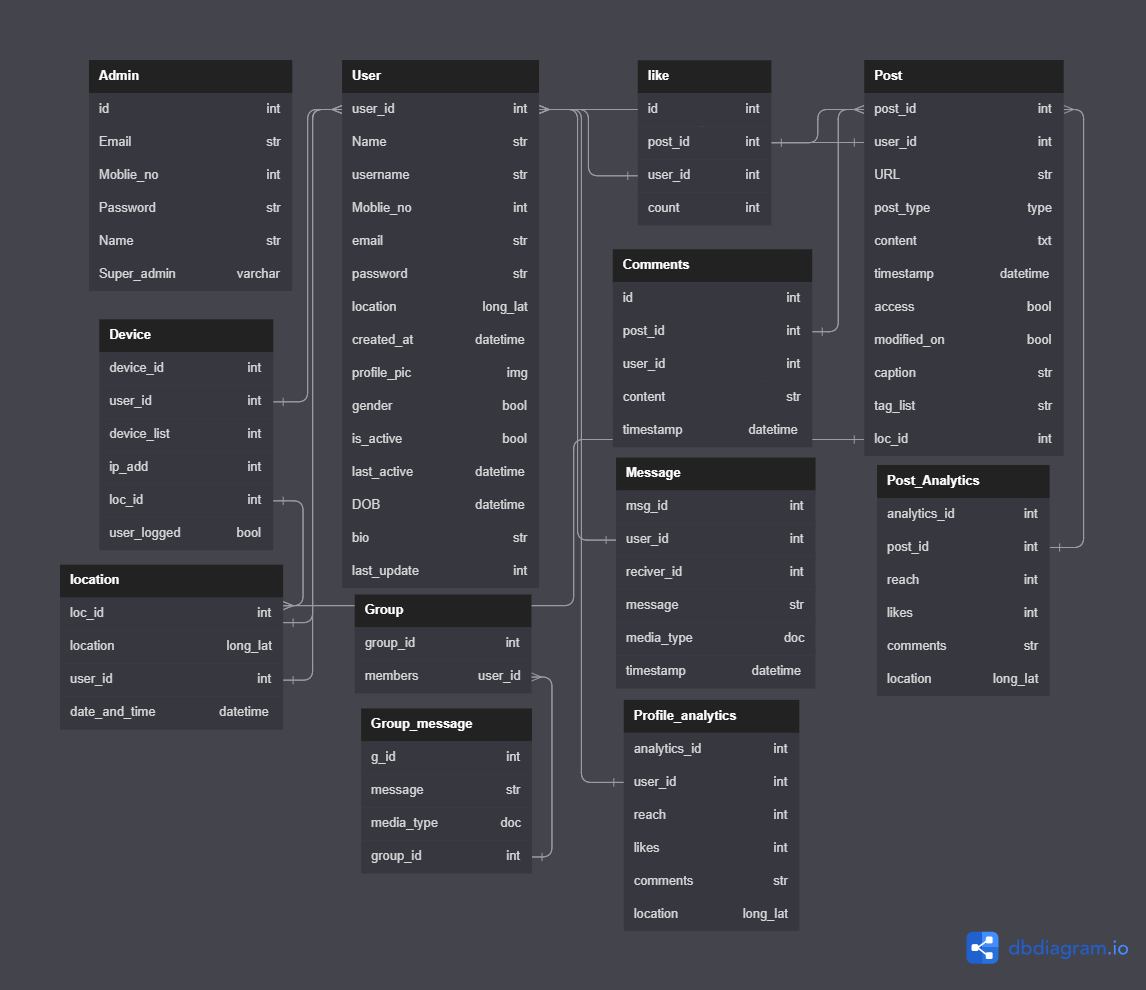 Admin
id int
Email str
Moblie_no int
Password str
Name str
Super_admin varchar
User
user_id int
Name str
username str
Moblie_no int
email str
password str
location long_lat
created_at datetime
profile_pic img
gender bool
is_active bool
last_active datetime
DOB datetime
bio str
last_update int
like
id int
post_id int
user_id int
count int
Post
post_id int
user_id int
URL str
post_type type
content txt
timestamp datetime
access bool
modified_on bool
caption str
tag_list str
loc_id int
Comments
id int
post_id int
user_id int
content str
timestamp datetime
Device
device_id int
user_id int
device_list int
ip_add int
loc_id int
user_logged bool
Message
msg_id int
user_id int
reciver_id int
message str
media_type doc
timestamp datetime
Post_Analytics
analytics_id int
post_id int
reach int
likes int
comments str
location long_lat
location
loc_id int
location long_lat
user_id int
date_and_time datetime
Group
group_id int
members user_id
Group_message
g_id int
message str
media_type doc
group_id int
Profile_analytics
analytics_id int
user_id int
reach int
likes int
comments str
location long_lat
dbdiagram.io